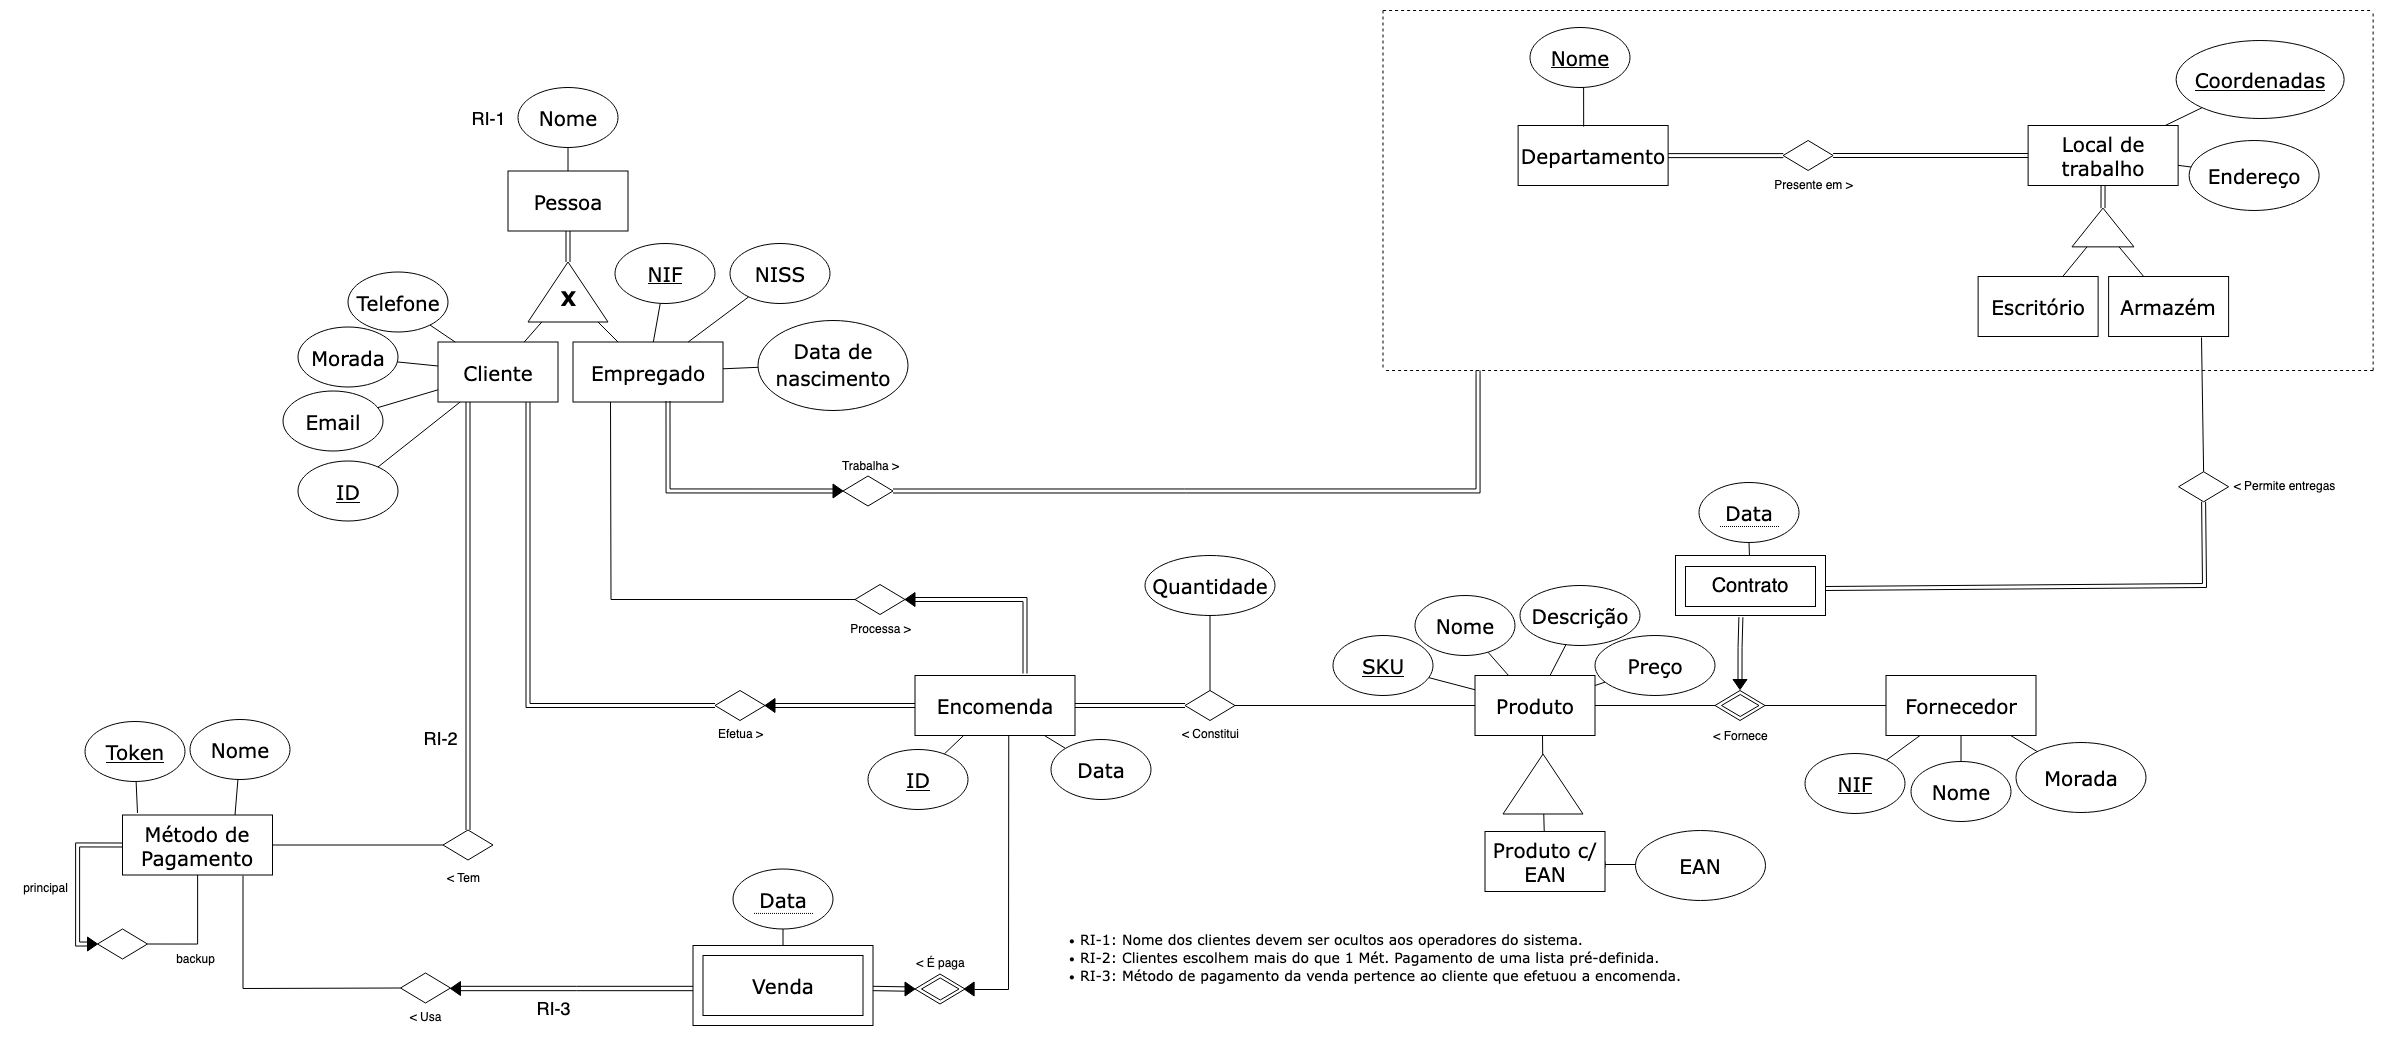 Nome
Coordenadas
RI-1
Nome
Departamento
Presente em >
Local de
trabalho
Endereço
Pessoa
NIF
NISS
X
Telefone
Escritório
Armazém
Morada
Cliente
Empregado
Data de
nascimento
Email
ID
Trabalha >
< Permite entregas
Data
Contrato
Quantidade
Processa >
Nome
Descrição
SKU
Preço
Encomenda
Produto
Fornecedor
RI-2
Efetua >
< Constitui
< Fornece
Token
Nome
ID
Data
NIF
Nome
Morada
Método de
Pagamento
< Tem
Produto c/
EAN
EAN
principal
backup
Data
< É paga
Venda
< Usa
RI-3
• RI-1: Nome dos clientes devem ser ocultos aos operadores do sistema.
• RI-2: Clientes escolhem mais do que 1 Mét. Pagamento de uma lista pré-definida.
• RI-3: Método de pagamento da venda pertence ao cliente que efetuou a encomenda.